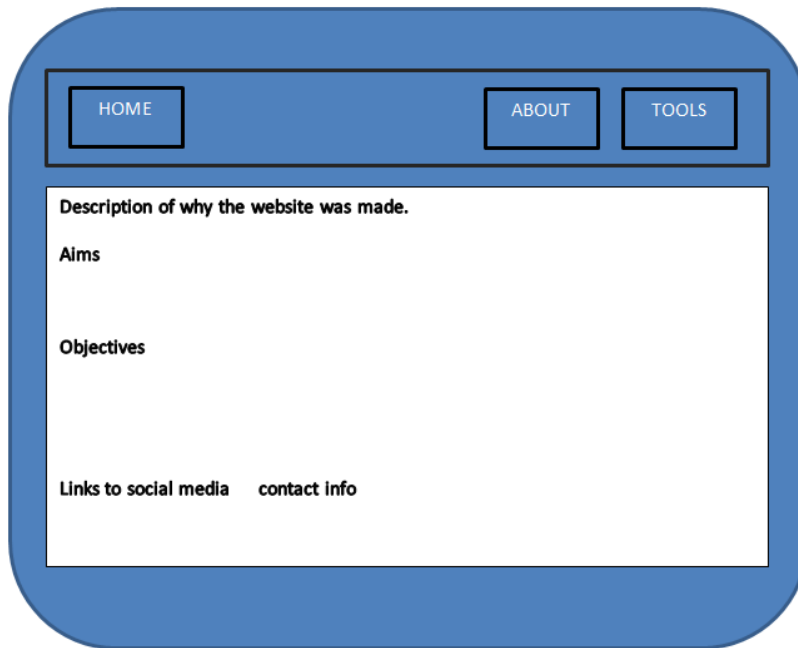 HOME ABOUT TOOLS
Description of why the website was made.
Aims
Objectives
Links to social media contact info